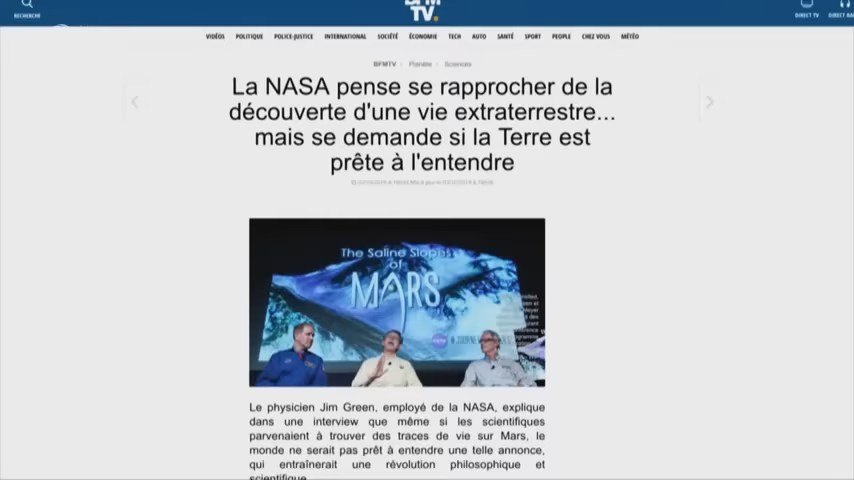 BFM
TV.
RECHERCHE
DIRECT TV
VIDÉOS POLITIQUE POLICE-JUSTICE INTERNATIONAL SOCIÉTÉ ÉCONOMIE TECH AUTO SANTÉ SPORT PEOPLE CHEZ VOUS MÉTÉO
BFMTV Planète Sciences
La NASA pense se rapprocher de la
découverte d'une vie extraterrestre...
mais se demande si la Terre est
prête à l'entendre
The Saline Slopes
of
MARS
NASA
Le physicien Jim Green, employé de la NASA, explique
dans une interview que même si les scientifiques
parvenaient à trouver des traces de vie sur Mars, le
monde ne serait pas prêt à entendre une telle annonce,
qui entraînerait une révolution philosophique et
scientifique.